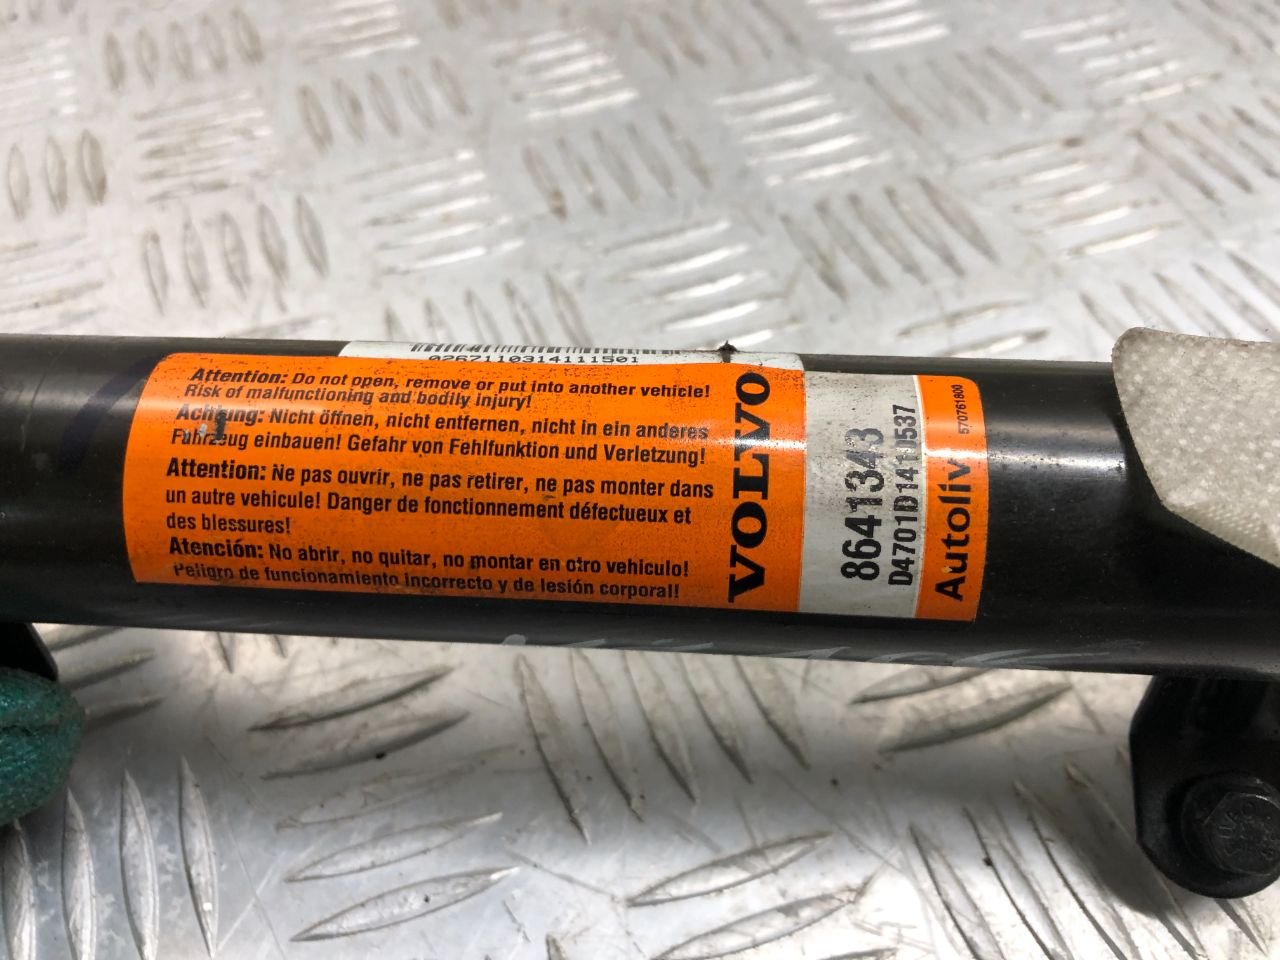 026711031411501
Attention: Do not open, remove or put into another vehicle!
Risk of malfunctioning and bodily injury!
Achtung: Nicht öffnen, nicht entfernen, nicht in ein anderes
Fahrzeug einbauen! Gefahr von Fehlfunktion und Verletzung!
Attention: Ne pas ouvrir, ne pas retirer, ne pas monter dans
un autre vehicule! Danger de fonctionnement défectueux et
des blessures!
Atención: No abrir, no quitar, no montar en otro vehiculo!
Peligro de funcionamiento incorrecto y de lesión corporal!
VOLVO
8641343
D4701D1411537
Autoliv
570761800